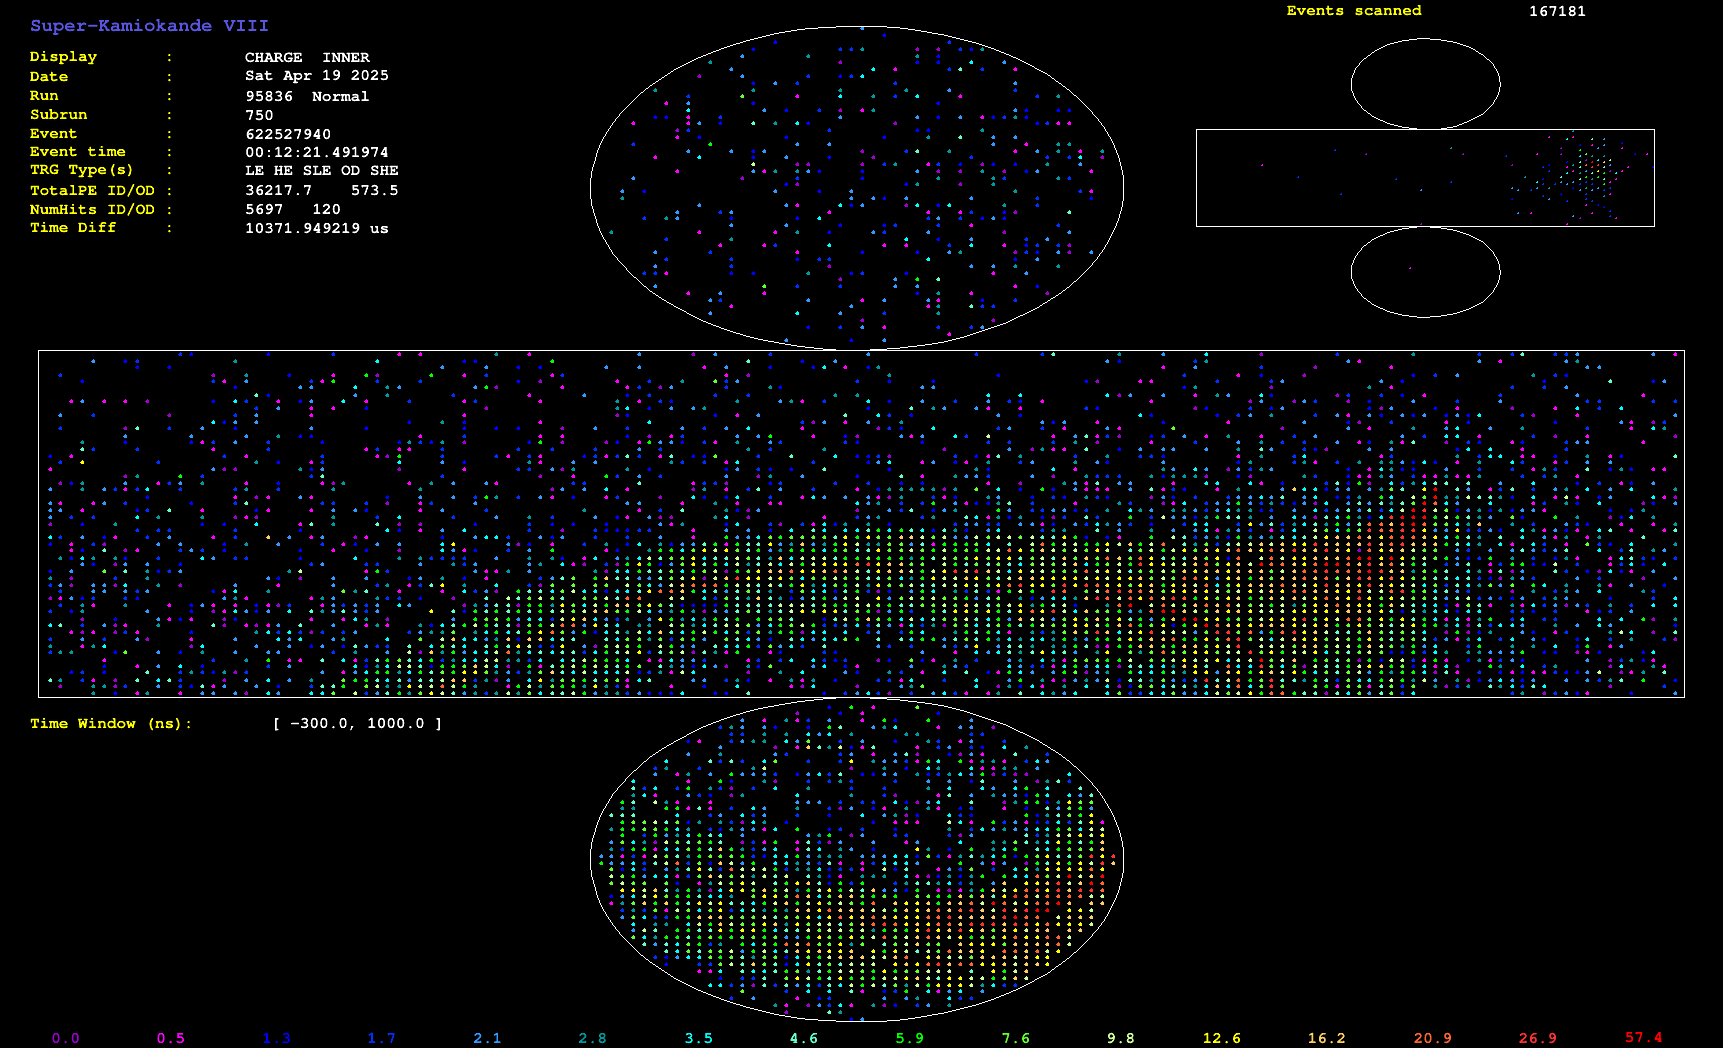 Super-Kamiokande VIII
Events scanned 167181
Display : CHARGE INNER
Date : Sat Apr 19 2025
Run : 95836 Normal
Subrun : 750
Event : 622527940
Event time : 00:12:21.491974
TRG Type(s) : LE HE SLE OD SHE
TotalPE ID/OD : 36217.7 573.5
NumHits ID/OD : 5697 120
Time Diff : 10371.949219 us
Time Window (ns): [ -300.0, 1000.0 ]
0.0 0.5 1.3 1.7 2.1 2.8 3.5 4.6 5.9 7.6 9.8 12.6 16.2 20.9 26.9 57.4